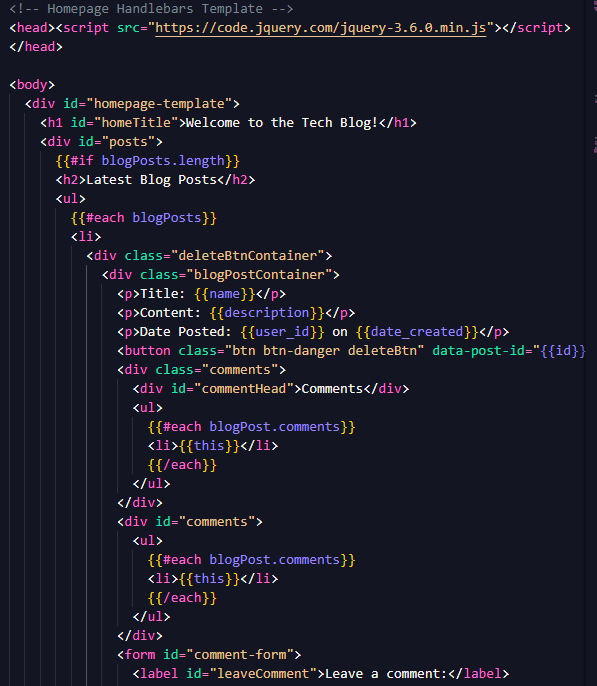 <!-- Homepage Handlebars Template -->
<head><script src="https://code.jquery.com/jquery-3.6.0.min.js"></script>
</head>
<body>
<div id="homepage-template">
<h1 id="homeTitle">Welcome to the Tech Blog!</h1>
<div id="posts">
{{#if blogPosts.length}}
<h2>Latest Blog Posts</h2>
<ul>
{{#each blogPosts}}
<li>
<div class="deleteBtnContainer">
<div class="blogPostContainer">
<p>Title: {{name}}</p>
<p>Content: {{description}}</p>
<p>Date Posted: {{user_id}} on {{date_created}}</p>
<button class="btn btn-danger deleteBtn" data-post-id="{{id}}
<div class="comments">
<div id="commentHead">Comments</div>
<ul>
{{#each blogPost.comments}}
<li>{{this}}</li>
{{/each}}
</ul>
</div>
<div id="comments">
<ul>
{{#each blogPost.comments}}
<li>{{this}}</li>
{{/each}}
</ul>
</div>
<form id="comment-form">
<label id="leaveComment">Leave a comment:</label>